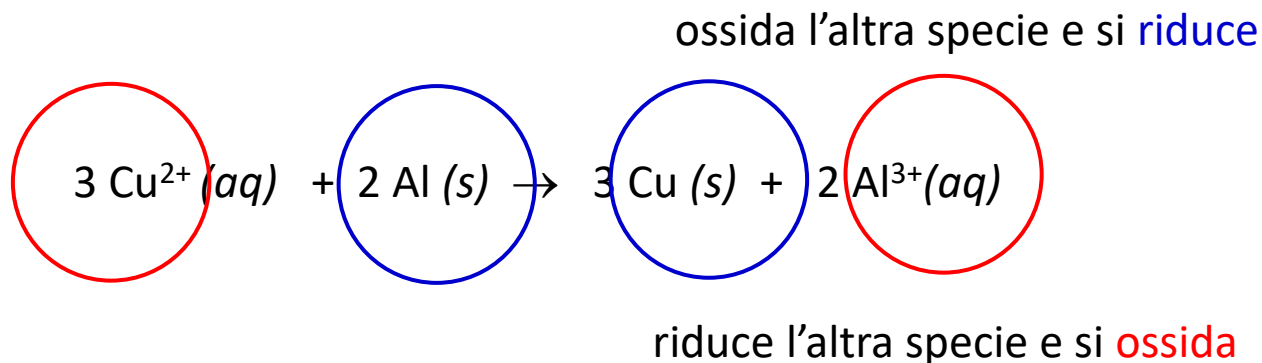 ossida l’altra specie e si riduce
3 Cu²⁺ (aq) + 2 Al (s) → 3 Cu (s) + 2 Al³⁺(aq)
riduce l’altra specie e si ossida